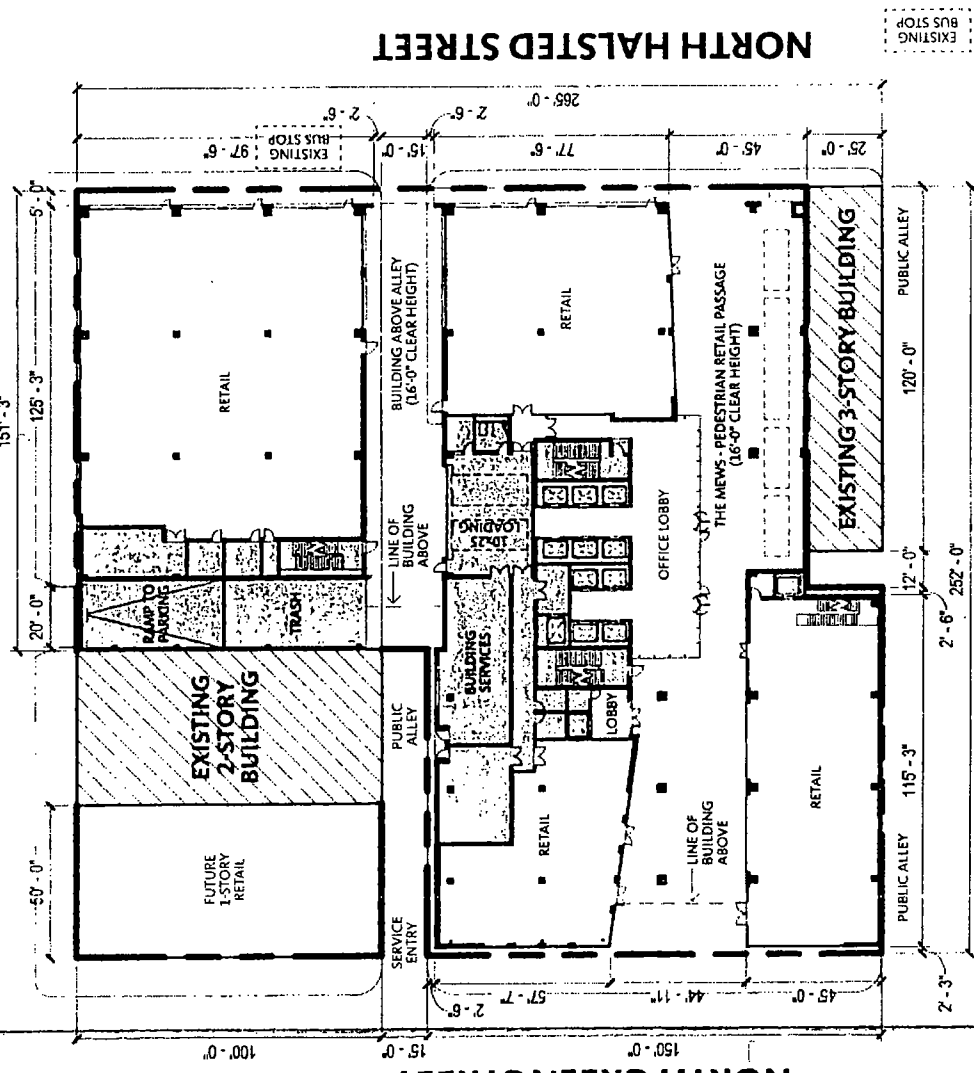 EXISTING
BUS STOP
NORTH HALSTED STREET
265'-0"
2'-6"
2'-6"
97'-6"
EXISTING
BUS STOP
15'-0"
77'-6"
45'-0"
25'-0"
151'-3"
5'-0"
125'-3"
20'-0"
RETAIL
BUILDING ABOVE ALLEY
(16'-0" CLEAR HEIGHT)
RETAIL
THE MEWS - PEDESTRIAN RETAIL PASSAGE
(16'-0" CLEAR HEIGHT)
EXISTING 3-STORY BUILDING
PUBLIC ALLEY
120'-0"
LINE OF
BUILDING
ABOVE
LOADING
OFFICE LOBBY
12'-0"
252'-0"
2'-6"
RAMP TO
PARKING
TRASH
BUILDING
SERVICES
LOBBY
EXISTING
2-STORY
BUILDING
PUBLIC
ALLEY
50'-0"
FUTURE
1-STORY
RETAIL
SERVICE
ENTRY
RETAIL
LINE OF
BUILDING
ABOVE
RETAIL
115'-3"
PUBLIC ALLEY
2'-3"
2'-6"
57'-7"
44'-11"
45'-0"
100'-0"
15'-0"
150'-0"